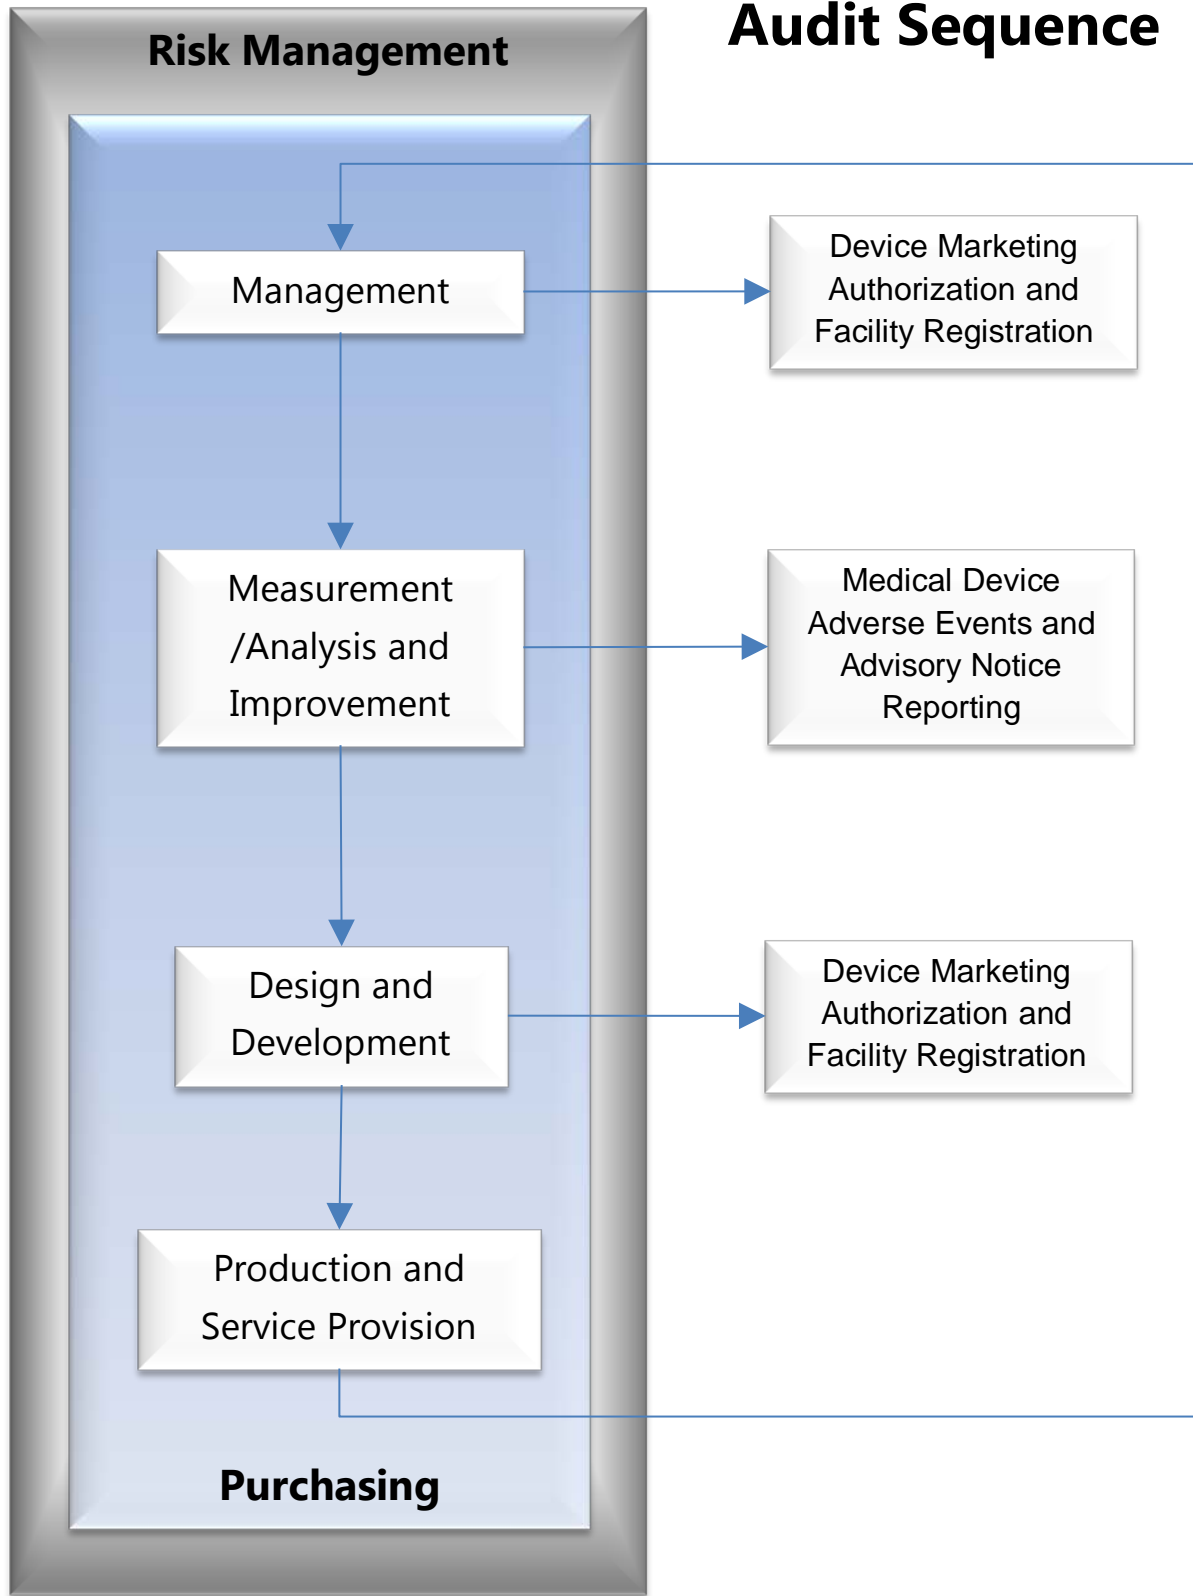 Audit Sequence
Risk Management
Management
Device Marketing
Authorization and
Facility Registration
Measurement
/Analysis and
Improvement
Medical Device
Adverse Events and
Advisory Notice
Reporting
Design and
Development
Device Marketing
Authorization and
Facility Registration
Production and
Service Provision
Purchasing